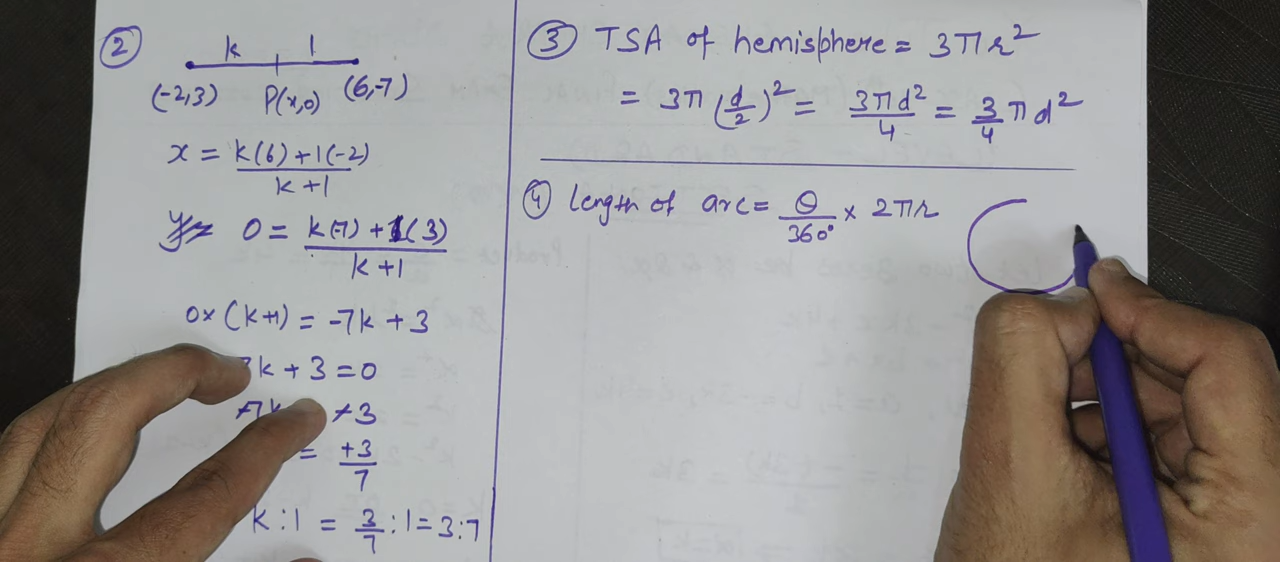 ②
k 1
(-2,3) P(x,0) (6,-7)
x = k(6)+1(-2) / k+1
0 = k(-7)+1(3) / k+1
0×(k+1) = -7k+3
k+3=0
-3
= +3/7
k:1 = 3/7:1=3:7
③ TSA of hemisphere = 3πr²
= 3π(d/2)² = 3πd²/4 = 3/4 πd²
④ Length of arc = θ/360° × 2πr